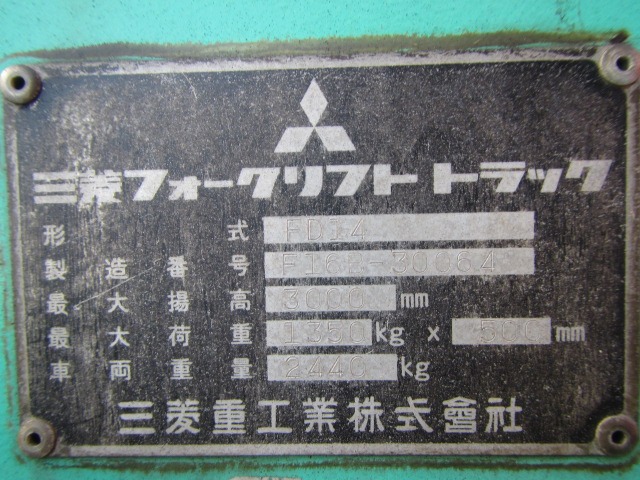 三菱フォークリフト トラック
形式 FD14
製造番号 F16B-30064
最大揚高 3000 mm
最大荷重 1350 kg x 500 mm
車両重量 2440 kg
三菱重工業株式會社